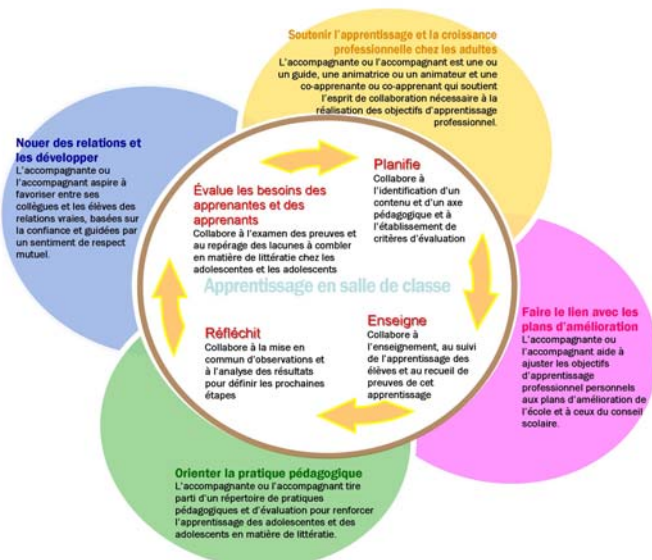 Soutenir l'apprentissage et la croissance
professionnelle chez les adultes
L'accompagnante ou l'accompagnant est une ou
un guide, une animatrice ou un animateur et une
co-apprenante ou co-apprenant qui soutient
l'esprit de collaboration nécessaire à la
réalisation des objectifs d'apprentissage
professionnel.
Nouer des relations et
les développer
L'accompagnante ou
l'accompagnant aspire à
favoriser entre ses
collègues et les élèves des
relations vraies, basées sur
la confiance et guidées par
un sentiment de respect
mutuel.
Évalue les besoins des
apprenantes et des
apprenants
Collabore à l'examen des preuves et
au repérage des lacunes à combler
en matière de littératie chez les
adolescentes et les adolescents
Planifie
Collabore à
l'identification d'un
contenu et d'un axe
pédagogique et à
l'établissement de
critères d'évaluation
Apprentissage en salle de classe
Réfléchit
Collabore à la mise en
commun d'observations et
à l'analyse des résultats
pour définir les prochaines
étapes
Enseigne
Collabore à
l'enseignement, au suivi
de l'apprentissage des
élèves et au recueil de
preuves de cet
apprentissage
Faire le lien avec les
plans d'amélioration
L'accompagnante ou
l'accompagnant aide à
ajuster les objectifs
d'apprentissage
professionnel personnels
aux plans d'amélioration de
l'école et à ceux du conseil
scolaire.
Orienter la pratique pédagogique
L'accompagnante ou l'accompagnant tire
parti d'un répertoire de pratiques
pédagogiques et d'évaluation pour renforcer
l'apprentissage des adolescentes et des
adolescents en matière de littératie.